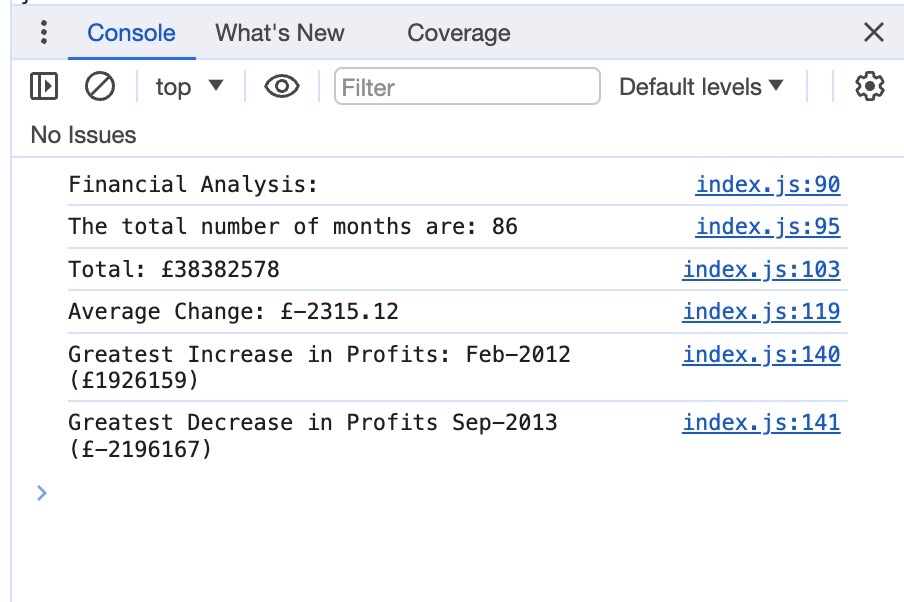 Console What's New Coverage
top Filter Default levels
No Issues
Financial Analysis: index.js:90
The total number of months are: 86 index.js:95
Total: £38382578 index.js:103
Average Change: £-2315.12 index.js:119
Greatest Increase in Profits: Feb-2012 index.js:140
(£1926159)
Greatest Decrease in Profits Sep-2013 index.js:141
(£-2196167)